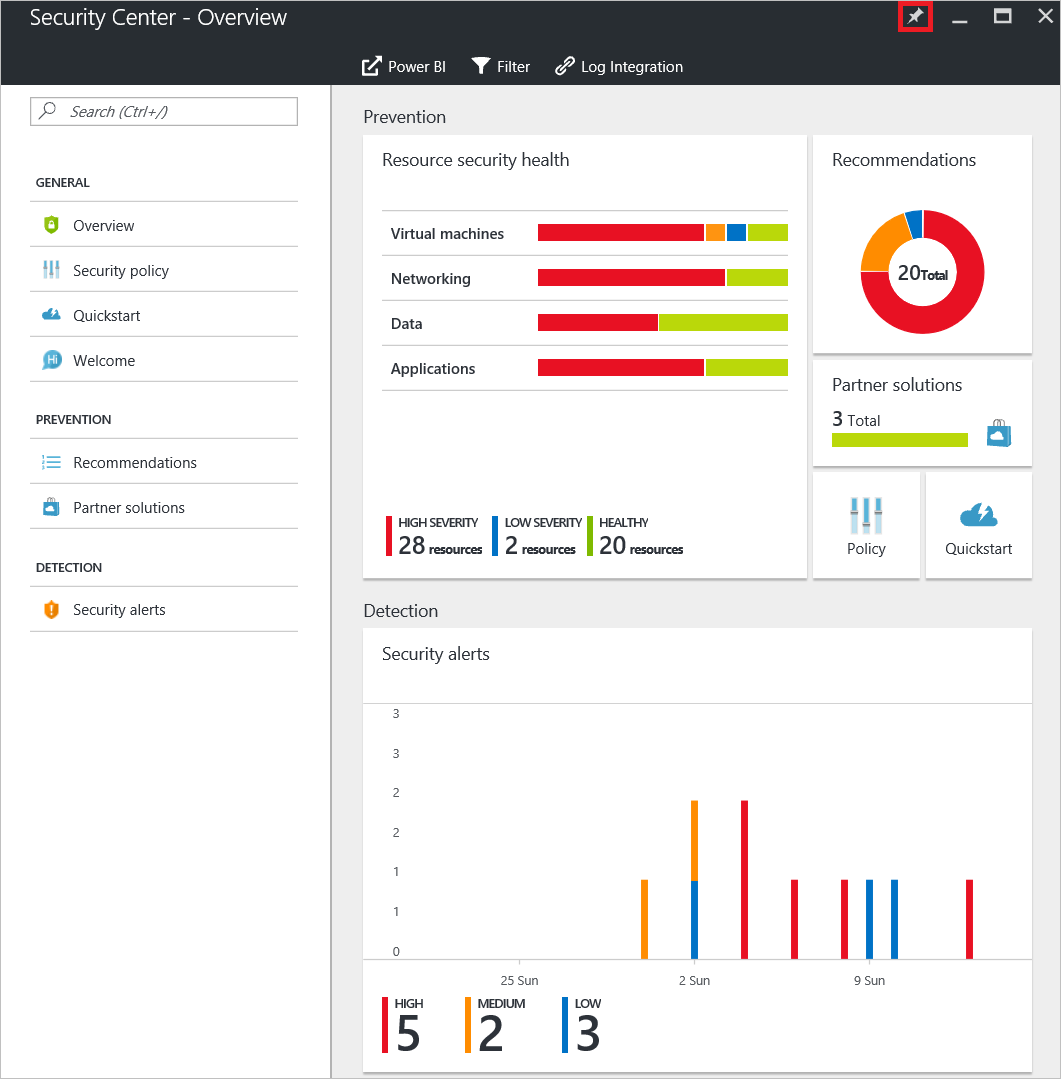 Security Center - Overview
Power BI Filter Log Integration
Search (Ctrl+/)
GENERAL
Overview
Security policy
Quickstart
Hi Welcome
PREVENTION
Recommendations
Partner solutions
DETECTION
Security alerts
Prevention
Resource security health
Virtual machines
Networking
Data
Applications
HIGH SEVERITY
28 resources
LOW SEVERITY
2 resources
HEALTHY
20 resources
Recommendations
20 Total
Partner solutions
3 Total
Policy
Quickstart
Detection
Security alerts
3
3
2
2
1
1
0
25 Sun 2 Sun 9 Sun
HIGH
5
MEDIUM
2
LOW
3